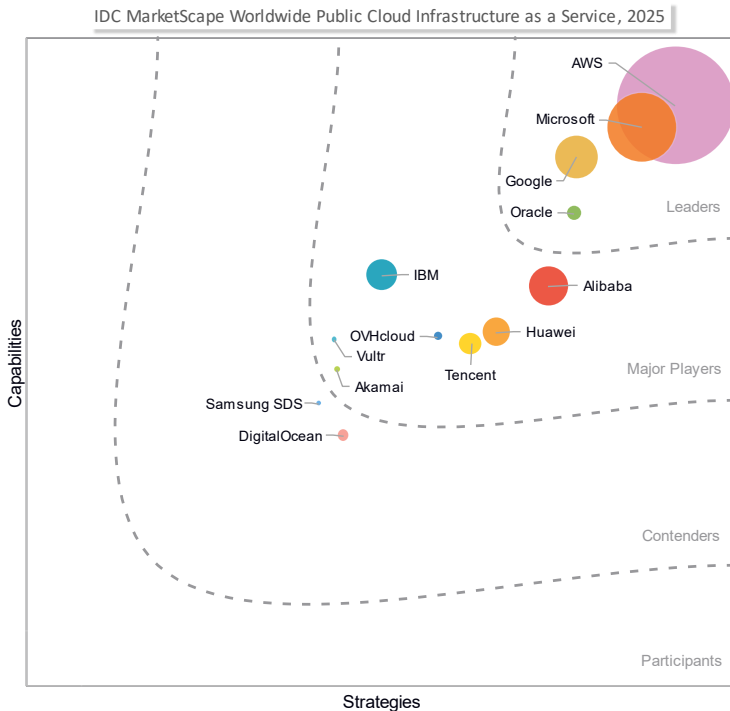 IDC MarketScape Worldwide Public Cloud Infrastructure as a Service, 2025
AWS
Microsoft
Google
Oracle
Leaders
IBM
Alibaba
OVHcloud
Huawei
Vultr
Tencent
Major Players
Akamai
Samsung SDS
DigitalOcean
Capabilities
Contenders
Participants
Strategies